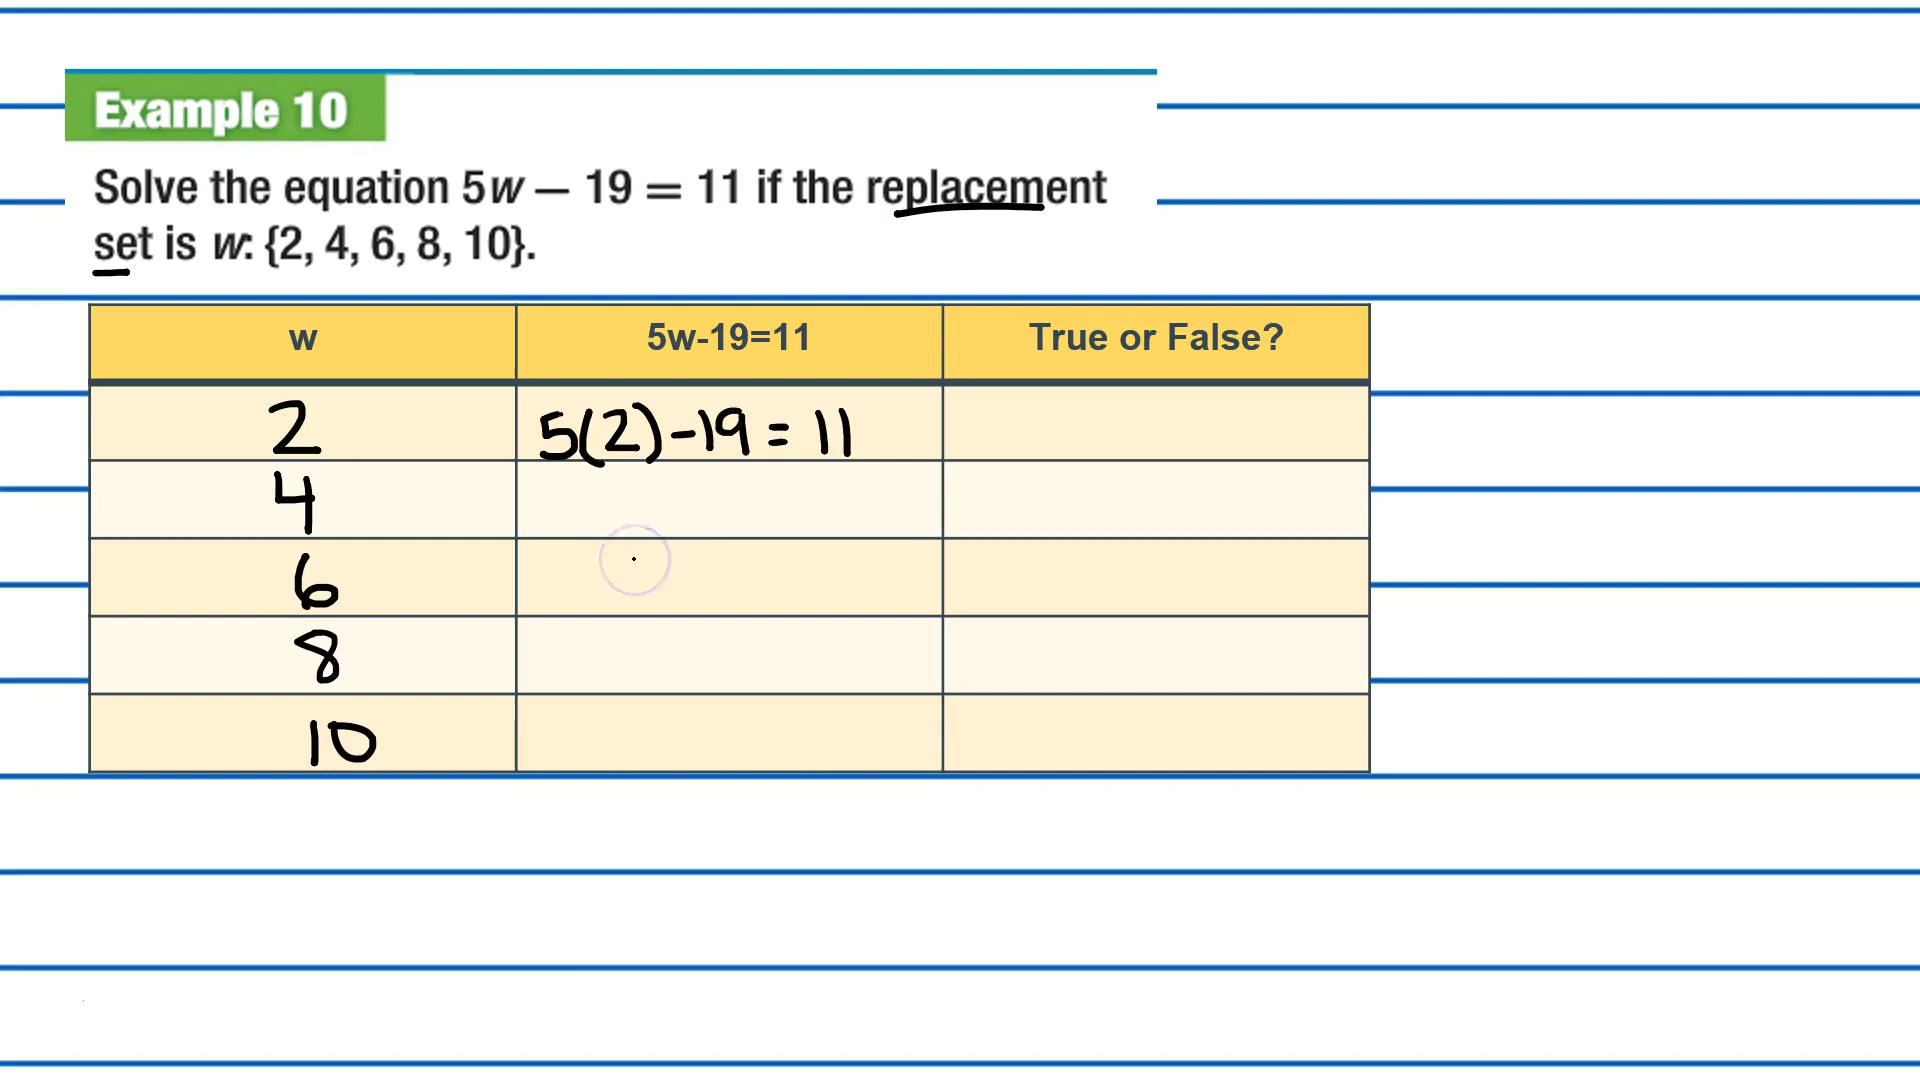 Example 10
Solve the equation 5w — 19 = 11 if the replacement
set is w: {2, 4, 6, 8, 10}.
w 5w-19=11 True or False?
2 5(2)-19 = 11
4
6
8
10